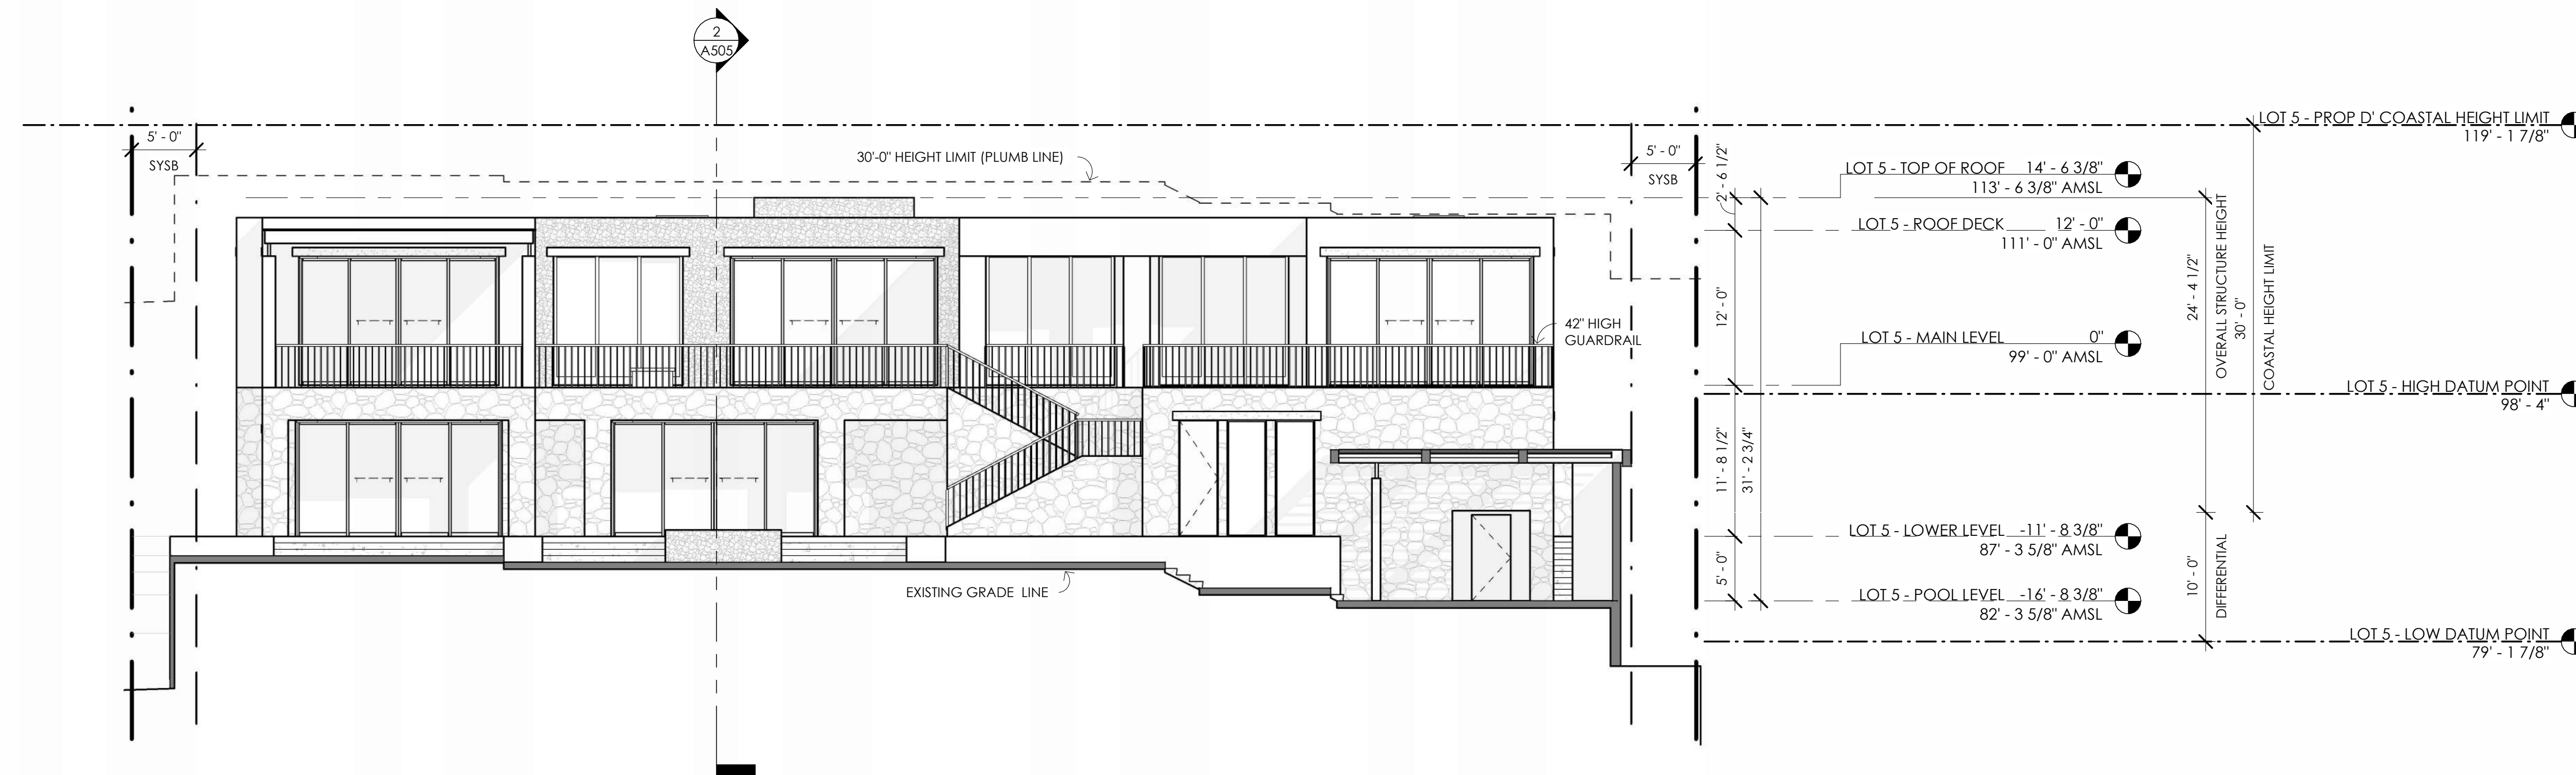 2
A505
5' - 0"
SYSB
30'-0" HEIGHT LIMIT (PLUMB LINE)
5' - 0"
SYSB
42" HIGH
GUARDRAIL
EXISTING GRADE LINE
2' - 6 1/2"
12' - 0"
11' - 8 1/2"
5' - 0"
31' - 2 3/4"
LOT 5 - TOP OF ROOF 14' - 6 3/8"
113' - 6 3/8" AMSL
LOT 5 - ROOF DECK 12' - 0"
111' - 0" AMSL
LOT 5 - MAIN LEVEL 0"
99' - 0" AMSL
LOT 5 - LOWER LEVEL -11' - 8 3/8"
87' - 3 5/8" AMSL
LOT 5 - POOL LEVEL -16' - 8 3/8"
82' - 3 5/8" AMSL
24' - 4 1/2"
OVERALL STRUCTURE HEIGHT
10' - 0"
DIFFERENTIAL
30' - 0"
COASTAL HEIGHT LIMIT
LOT 5 - PROP D' COASTAL HEIGHT LIMIT
119' - 1 7/8"
LOT 5 - HIGH DATUM POINT
98' - 4"
LOT 5 - LOW DATUM POINT
79' - 1 7/8"